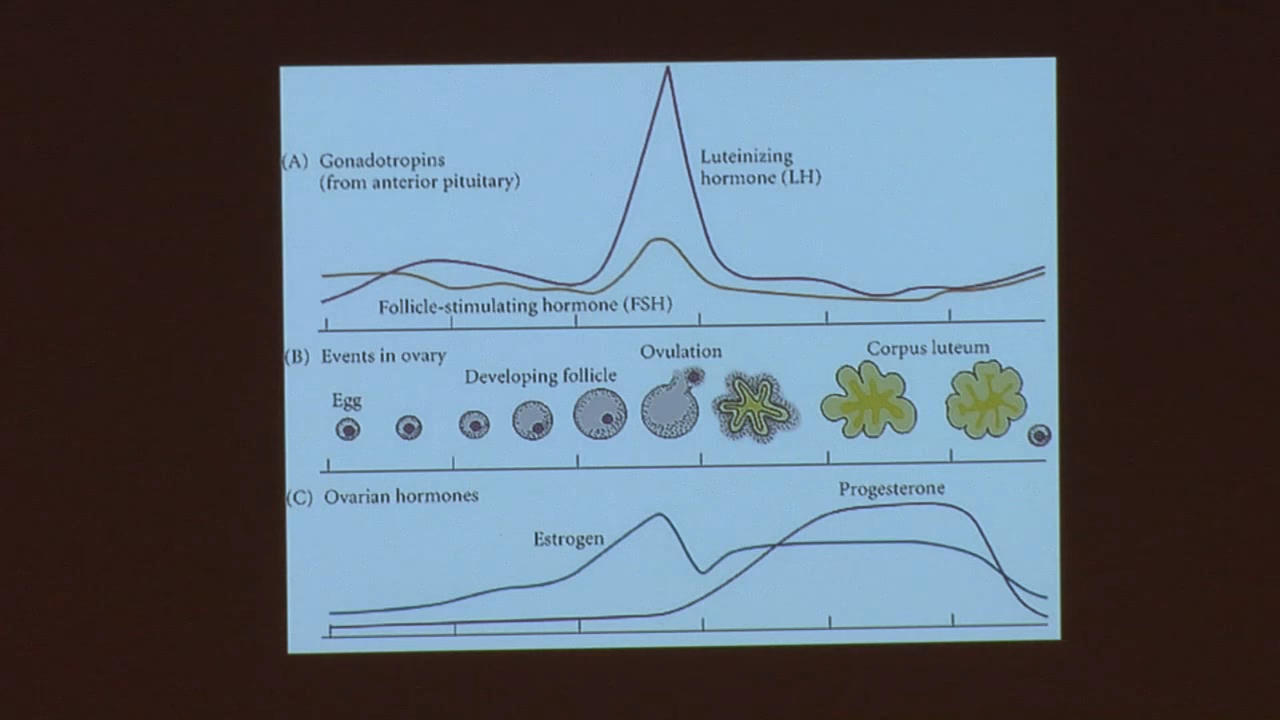 (A) Gonadotropins
(from anterior pituitary)
Luteinizing
hormone (LH)
Follicle-stimulating hormone (FSH)
(B) Events in ovary
Ovulation
Corpus luteum
Developing follicle
Egg
(C) Ovarian hormones
Progesterone
Estrogen